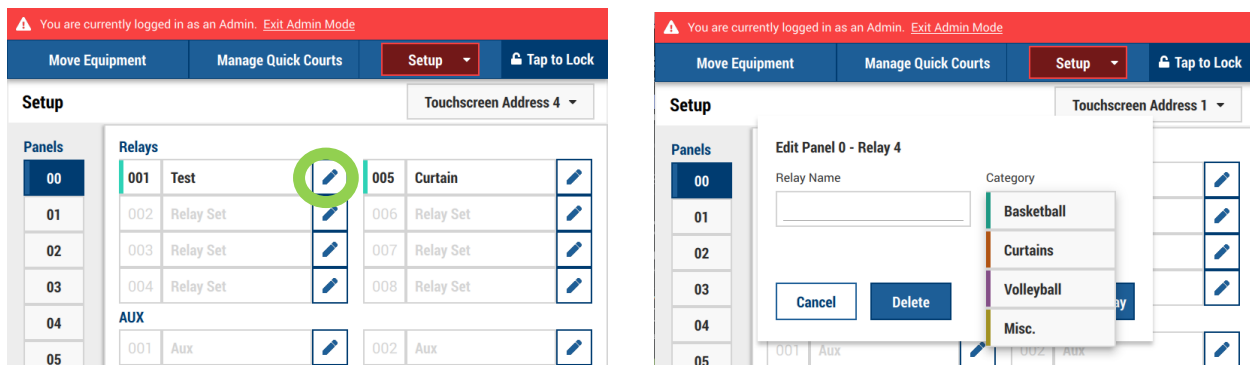 You are currently logged in as an Admin. Exit Admin Mode
Move Equipment Manage Quick Courts Setup Tap to Lock
Setup Touchscreen Address 4
Panels Relays
00 001 Test 005 Curtain
01 002 Relay Set 006 Relay Set
02 003 Relay Set 007 Relay Set
03 004 Relay Set 008 Relay Set
04 AUX
05 001 Aux 002 Aux
You are currently logged in as an Admin. Exit Admin Mode
Move Equipment Manage Quick Courts Setup Tap to Lock
Setup Touchscreen Address 1
Panels Edit Panel 0 - Relay 4
00 Relay Name Category
01 Basketball
02 Curtains
03 Cancel Delete Volleyball ay
04 Misc.
05 001 Aux 002 Aux